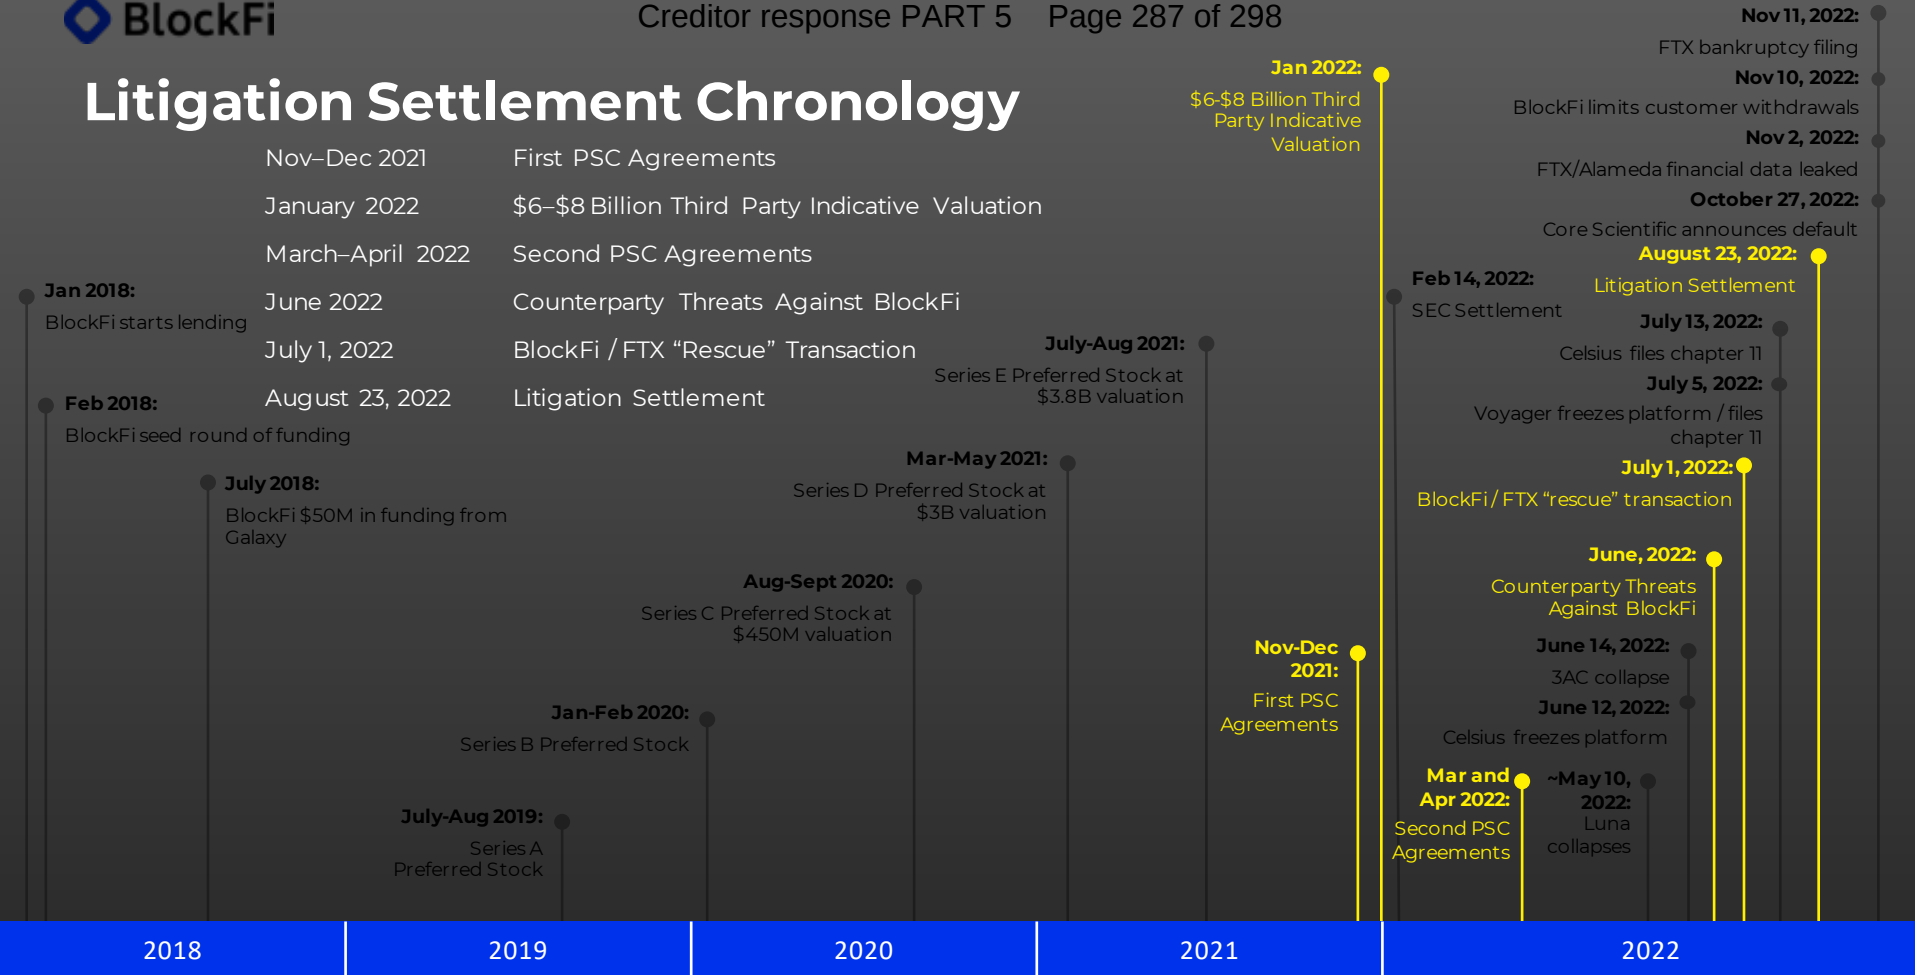 BlockFi
Creditor response PART 5 Page 287 of 298
Litigation Settlement Chronology
Nov–Dec 2021 First PSC Agreements
January 2022 $6–$8 Billion Third Party Indicative Valuation
March–April 2022 Second PSC Agreements
June 2022 Counterparty Threats Against BlockFi
July 1, 2022 BlockFi / FTX “Rescue” Transaction
August 23, 2022 Litigation Settlement
Jan 2018:
BlockFi starts lending
Feb 2018:
BlockFi seed round of funding
July 2018:
BlockFi $50M in funding from
Galaxy
July-Aug 2019:
Series A
Preferred Stock
Jan-Feb 2020:
Series B Preferred Stock
Aug-Sept 2020:
Series C Preferred Stock at
$450M valuation
Mar-May 2021:
Series D Preferred Stock at
$3B valuation
July-Aug 2021:
Series E Preferred Stock at
$3.8B valuation
Nov-Dec
2021:
First PSC
Agreements
Jan 2022:
$6-$8 Billion Third
Party Indicative
Valuation
Feb 14, 2022:
SEC Settlement
Mar and
Apr 2022:
Second PSC
Agreements
~May 10,
2022:
Luna
collapses
June 12, 2022:
Celsius freezes platform
June 14, 2022:
3AC collapse
June, 2022:
Counterparty Threats
Against BlockFi
July 1, 2022:
BlockFi / FTX “rescue” transaction
July 5, 2022:
Voyager freezes platform / files
chapter 11
July 13, 2022:
Celsius files chapter 11
August 23, 2022:
Litigation Settlement
October 27, 2022:
Core Scientific announces default
Nov 2, 2022:
FTX/Alameda financial data leaked
Nov 10, 2022:
BlockFi limits customer withdrawals
Nov 11, 2022:
FTX bankruptcy filing
2018 2019 2020 2021 2022